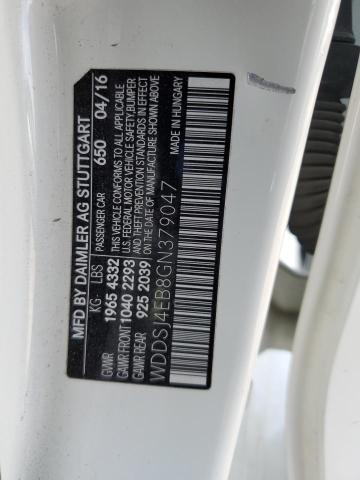 MFD BY DAIMLER AG STUTTGART
PASSENGER CAR 650 04/16
KG- LBS
GVWR 1965 4332
GAWR FRONT 1040 2293
GAWR REAR 925 2039
THIS VEHICLE CONFORMS TO ALL APPLICABLE
U.S. FEDERAL MOTOR VEHICLE SAFETY,BUMPER
AND THEFT PREVENTION STANDARDS IN EFFECT
ON THE DATE OF MANUFACTURE SHOWN ABOVE
MADE IN HUNGARY
WDDSJ4EB8GN379047